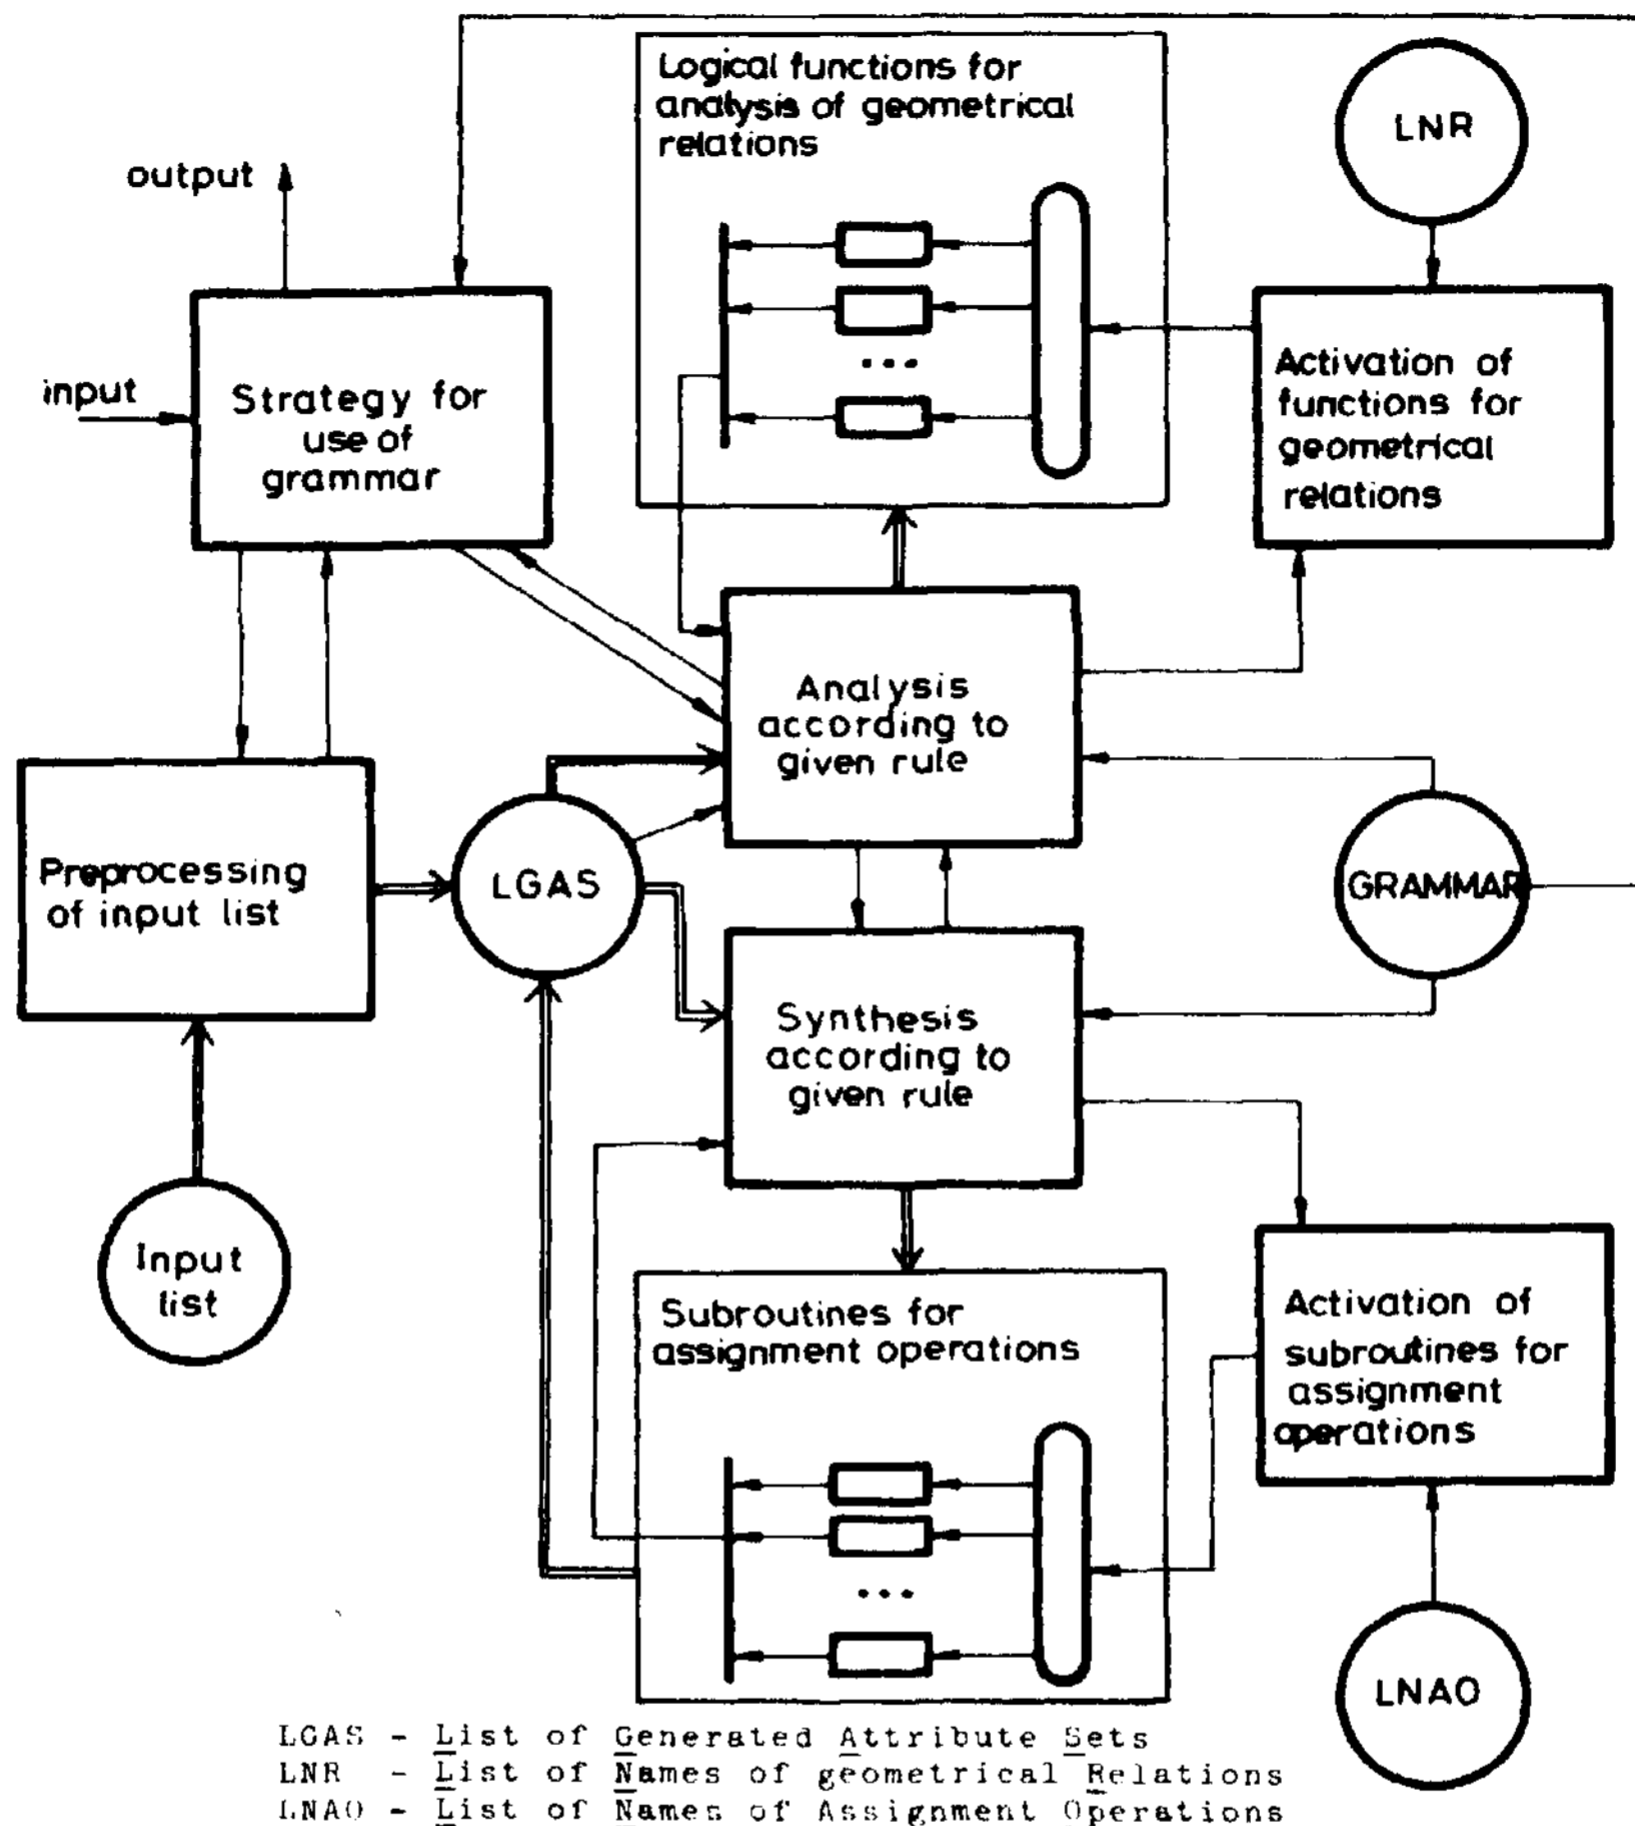 Logical functions for
analysis of geometrical
relations
LNR
output
input
Strategy for
use of
grammar
Activation of
functions for
geometrical
relations
Analysis
according to
given rule
Preprocessing
of input list
LGAS
GRAMMAR
Synthesis
according to
given rule
Input
list
Subroutines for
assignment operations
Activation of
subroutines for
assignment
operations
LNAO
LGAS - List of Generated Attribute Sets
LNR - List of Names of geometrical Relations
LNAO - List of Names of Assignment Operations